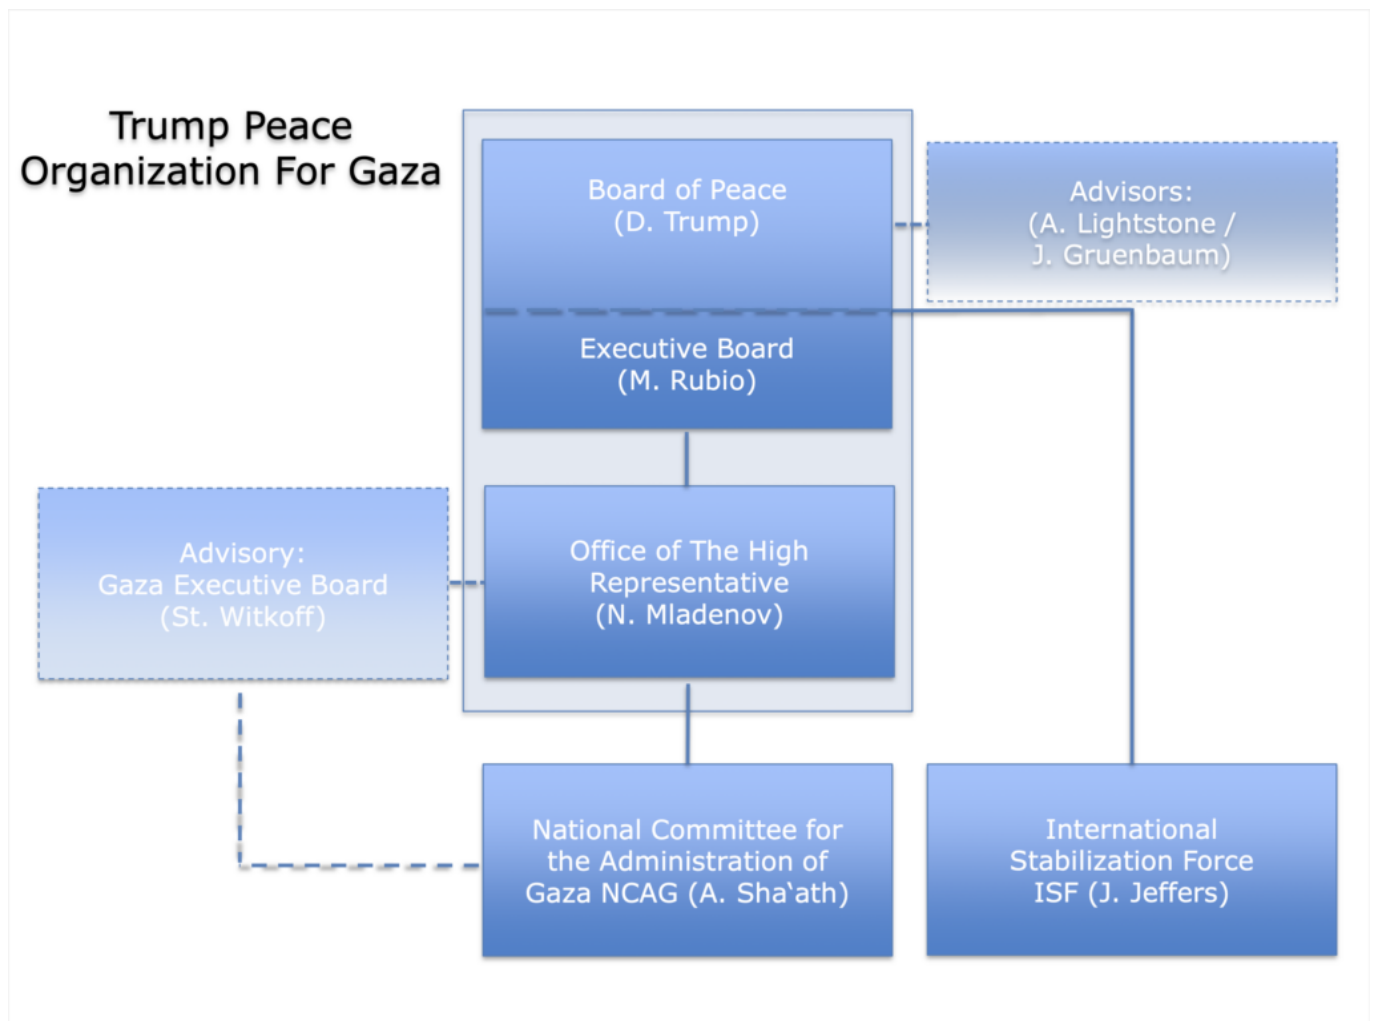 Trump Peace
Organization For Gaza
Board of Peace
(D. Trump)
Advisors:
(A. Lightstone /
J. Gruenbaum)
Executive Board
(M. Rubio)
Advisory:
Gaza Executive Board
(St. Witkoff)
Office of The High
Representative
(N. Mladenov)
National Committee for
the Administration of
Gaza NCAG (A. Sha‘ath)
International
Stabilization Force
ISF (J. Jeffers)